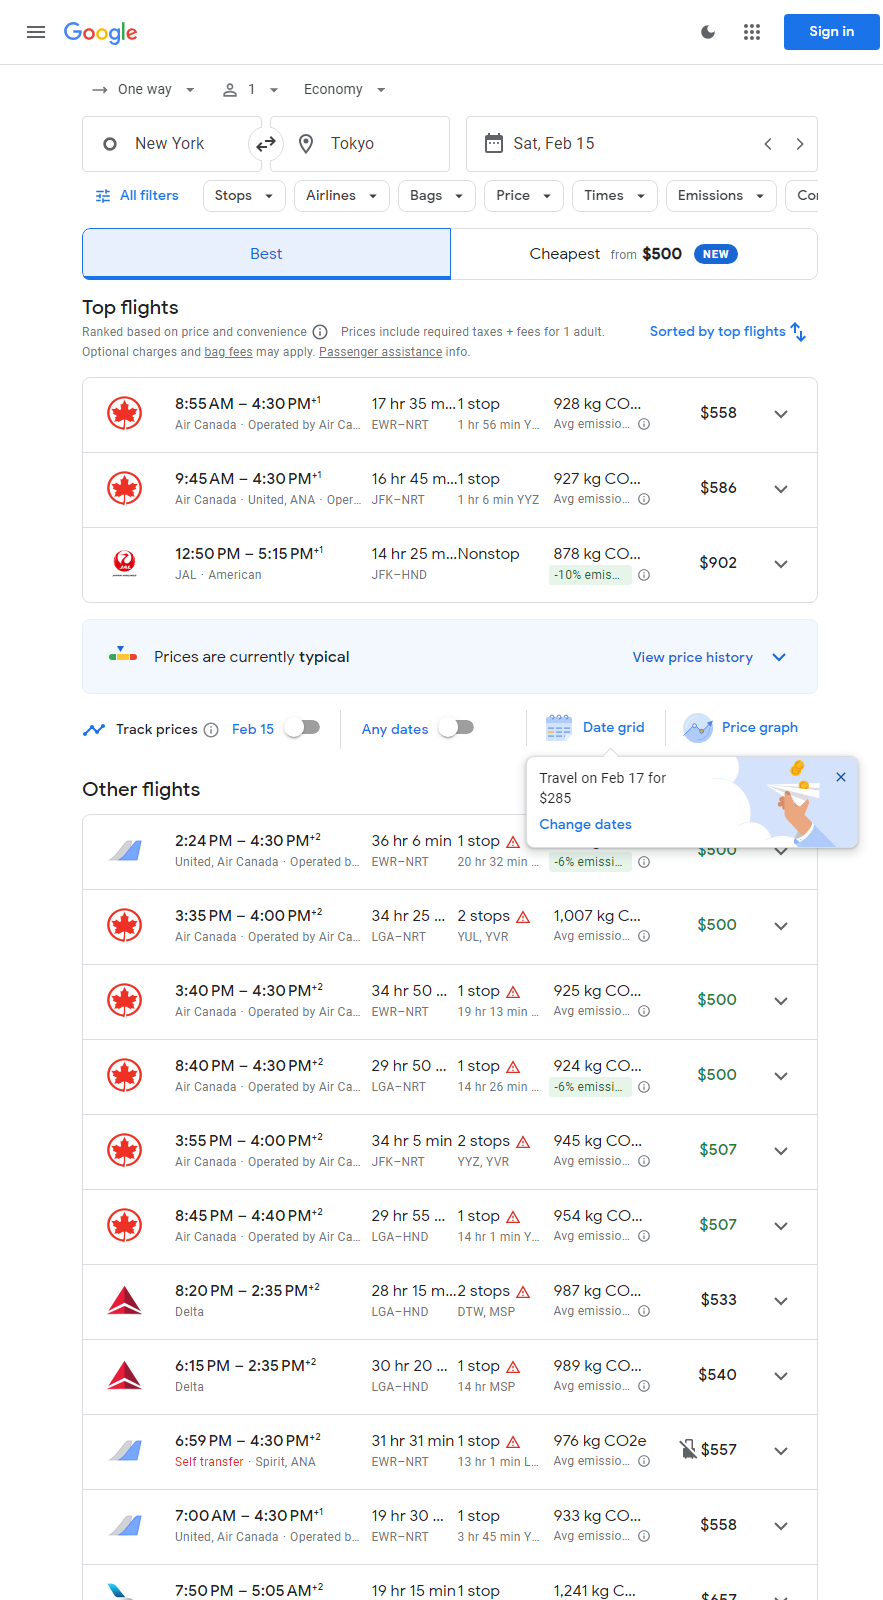 Google
Sign in
One way 1 Economy
New York Tokyo Sat, Feb 15
All filters Stops Airlines Bags Price Times Emissions Cor
Best Cheapest from $500 NEW
Top flights
Ranked based on price and convenience Prices include required taxes + fees for 1 adult.
Optional charges and bag fees may apply. Passenger assistance info.
Sorted by top flights
8:55 AM – 4:30 PM+1 17 hr 35 m... 1 stop 928 kg CO... $558
Air Canada · Operated by Air Ca... EWR–NRT 1 hr 56 min Y... Avg emissio...
9:45 AM – 4:30 PM+1 16 hr 45 m... 1 stop 927 kg CO... $586
Air Canada · United, ANA · Oper... JFK–NRT 1 hr 6 min YYZ Avg emissio...
12:50 PM – 5:15 PM+1 14 hr 25 m... Nonstop 878 kg CO... $902
JAL · American JFK–HND -10% emis...
Prices are currently typical View price history
Track prices Feb 15 Any dates Date grid Price graph
Travel on Feb 17 for
$285
Change dates
Other flights
2:24 PM – 4:30 PM+2 36 hr 6 min 1 stop $500
United, Air Canada · Operated b... EWR–NRT 20 hr 32 min ... -6% emissi...
3:35 PM – 4:00 PM+2 34 hr 25 ... 2 stops 1,007 kg C... $500
Air Canada · Operated by Air Ca... LGA–NRT YUL, YVR Avg emissio...
3:40 PM – 4:30 PM+2 34 hr 50 ... 1 stop 925 kg CO... $500
Air Canada · Operated by Air Ca... EWR–NRT 19 hr 13 min ... Avg emissio...
8:40 PM – 4:30 PM+2 29 hr 50 ... 1 stop 924 kg CO... $500
Air Canada · Operated by Air Ca... LGA–NRT 14 hr 26 min ... -6% emissi...
3:55 PM – 4:00 PM+2 34 hr 5 min 2 stops 945 kg CO... $507
Air Canada · Operated by Air Ca... JFK–NRT YYZ, YVR Avg emissio...
8:45 PM – 4:40 PM+2 29 hr 55 ... 1 stop 954 kg CO... $507
Air Canada · Operated by Air Ca... LGA–HND 14 hr 1 min Y... Avg emissio...
8:20 PM – 2:35 PM+2 28 hr 15 m... 2 stops 987 kg CO... $533
Delta LGA–HND DTW, MSP Avg emissio...
6:15 PM – 2:35 PM+2 30 hr 20 ... 1 stop 989 kg CO... $540
Delta LGA–HND 14 hr MSP Avg emissio...
6:59 PM – 4:30 PM+2 31 hr 31 min 1 stop 976 kg CO2e $557
Self transfer · Spirit, ANA EWR–NRT 13 hr 1 min L... Avg emissio...
7:00 AM – 4:30 PM+1 19 hr 30 ... 1 stop 933 kg CO... $558
United, Air Canada · Operated b... EWR–NRT 3 hr 45 min Y... Avg emissio...
7:50 PM – 5:05 AM+2 19 hr 15 min 1 stop 1,241 kg C... $657